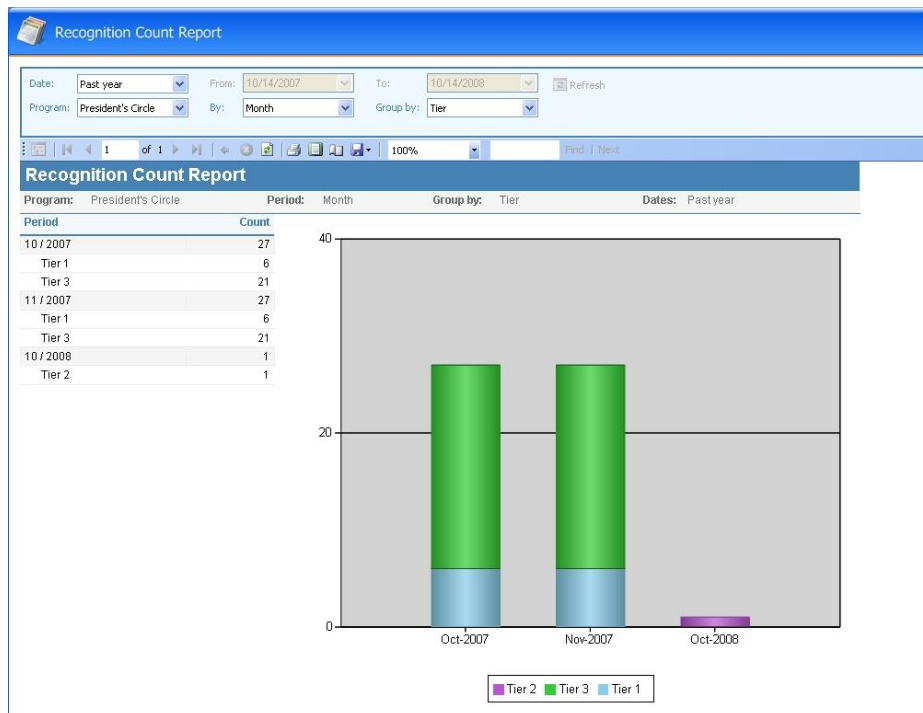 Recognition Count Report
Date: Past year From: 10/14/2007 To: 10/14/2008 Refresh
Program: President's Circle By: Month Group by: Tier
1 of 1 100% Find | Next
Recognition Count Report
Program: President's Circle Period: Month Group by: Tier Dates: Past year
Period Count
10 / 2007 27
Tier 1 6
Tier 3 21
11 / 2007 27
Tier 1 6
Tier 3 21
10 / 2008 1
Tier 2 1
40
20
0
Oct-2007 Nov-2007 Oct-2008
Tier 2 Tier 3 Tier 1